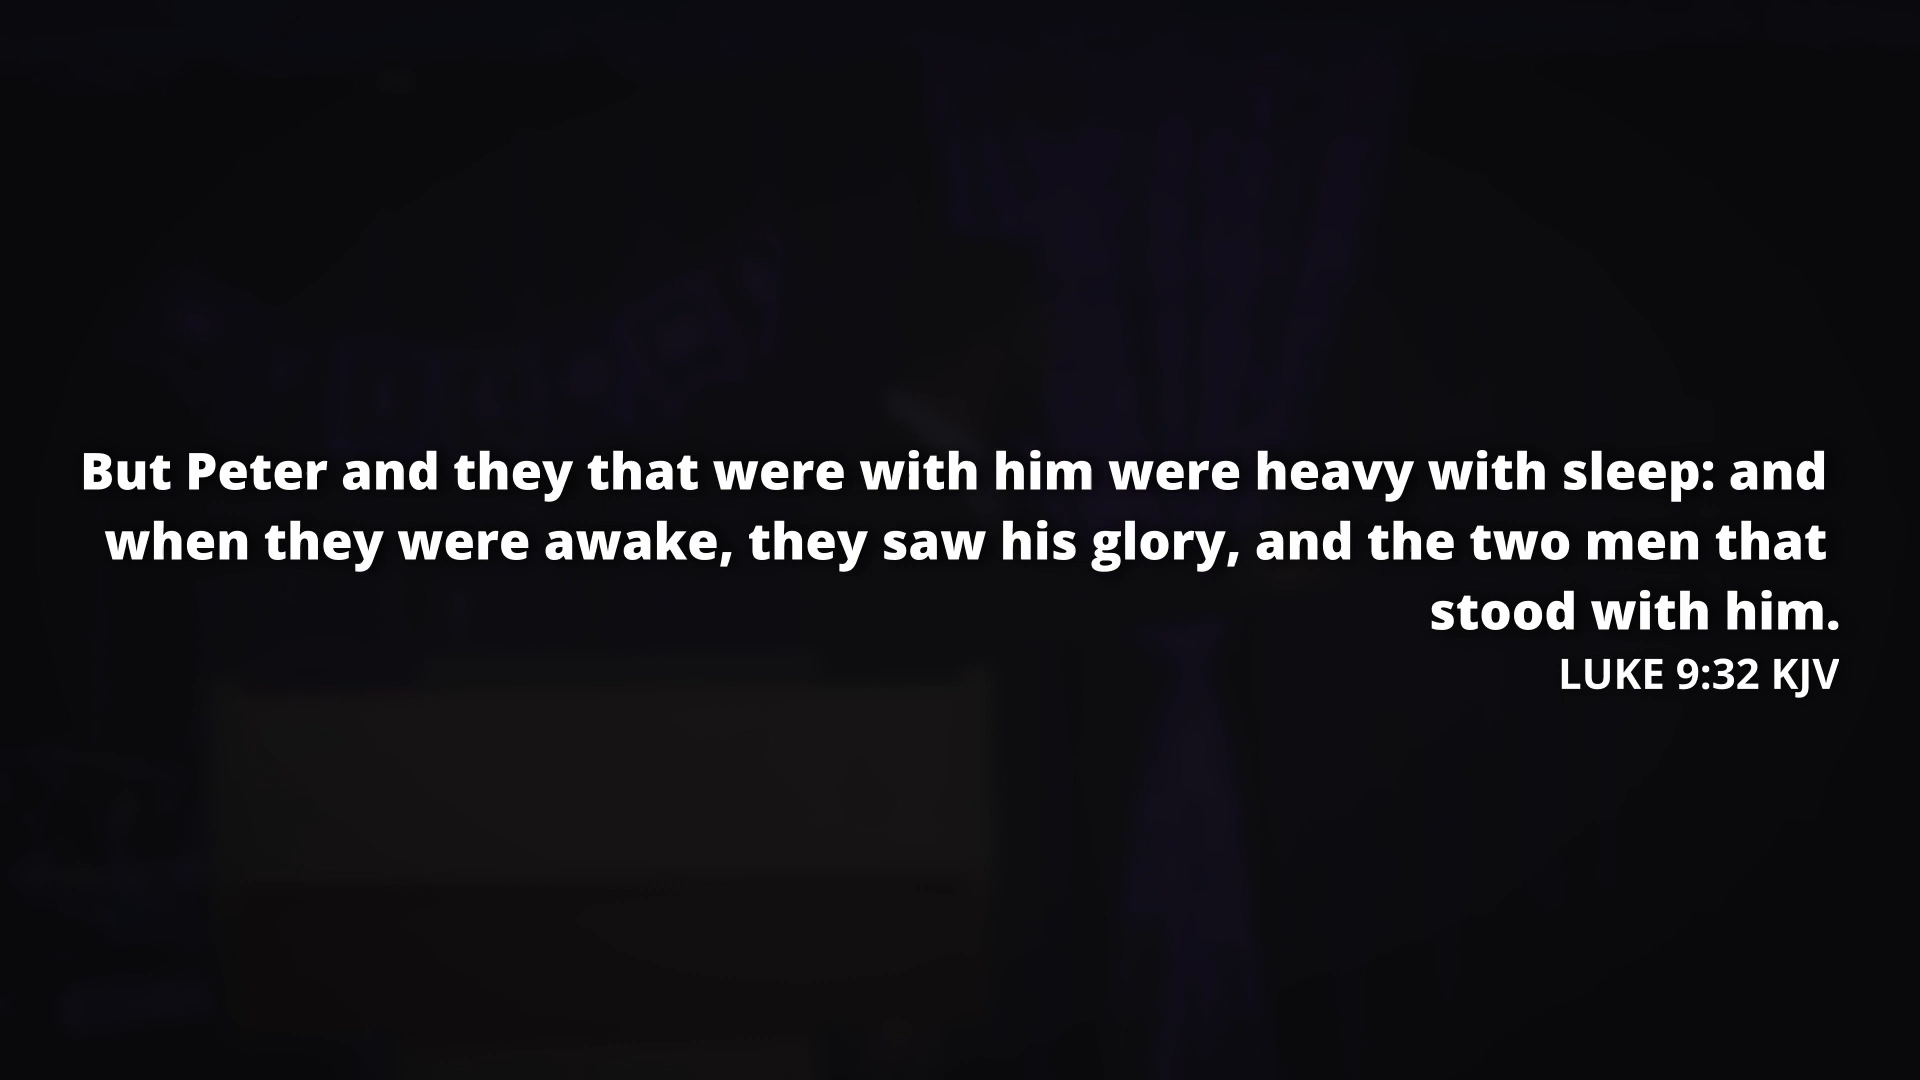 But Peter and they that were with him were heavy with sleep: and
when they were awake, they saw his glory, and the two men that
stood with him.
LUKE 9:32 KJV